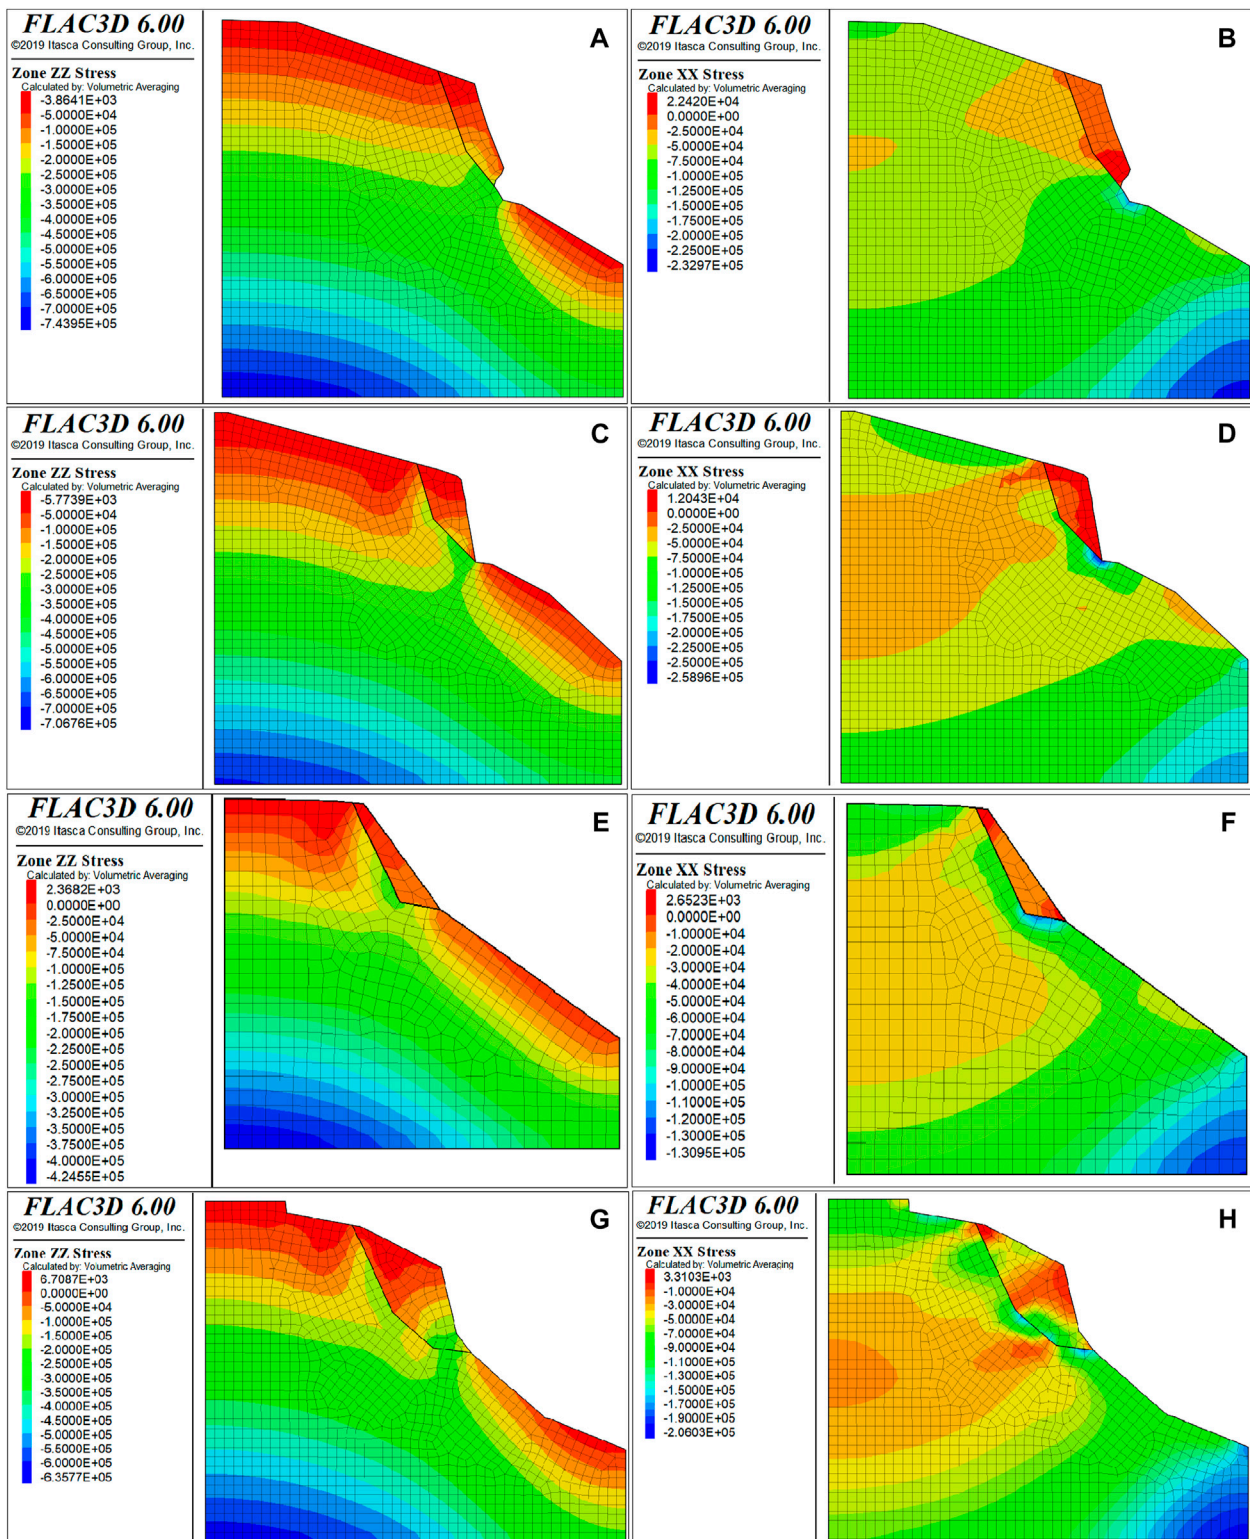 FLAC3D 6.00
©2019 Itasca Consulting Group, Inc.
Zone ZZ Stress
Calculated by: Volumetric Averaging
-3.8641E+03
-5.0000E+04
-1.0000E+05
-1.5000E+05
-2.0000E+05
-2.5000E+05
-3.0000E+05
-3.5000E+05
-4.0000E+05
-4.5000E+05
-5.0000E+05
-5.5000E+05
-6.0000E+05
-6.5000E+05
-7.0000E+05
-7.4395E+05
A
FLAC3D 6.00
©2019 Itasca Consulting Group, Inc.
Zone XX Stress
Calculated by: Volumetric Averaging
2.2420E+04
0.0000E+00
-2.5000E+04
-5.0000E+04
-7.5000E+04
-1.0000E+05
-1.2500E+05
-1.5000E+05
-1.7500E+05
-2.0000E+05
-2.2500E+05
-2.3297E+05
B
FLAC3D 6.00
©2019 Itasca Consulting Group, Inc.
Zone ZZ Stress
Calculated by: Volumetric Averaging
-5.7739E+03
-5.0000E+04
-1.0000E+05
-1.5000E+05
-2.0000E+05
-2.5000E+05
-3.0000E+05
-3.5000E+05
-4.0000E+05
-4.5000E+05
-5.0000E+05
-5.5000E+05
-6.0000E+05
-6.5000E+05
-7.0000E+05
-7.0676E+05
C
FLAC3D 6.00
©2019 Itasca Consulting Group, Inc.
Zone XX Stress
Calculated by: Volumetric Averaging
1.2043E+04
0.0000E+00
-2.5000E+04
-5.0000E+04
-7.5000E+04
-1.0000E+05
-1.2500E+05
-1.5000E+05
-1.7500E+05
-2.0000E+05
-2.2500E+05
-2.5000E+05
-2.5896E+05
D
FLAC3D 6.00
©2019 Itasca Consulting Group, Inc.
Zone ZZ Stress
Calculated by: Volumetric Averaging
2.3682E+03
0.0000E+00
-2.5000E+04
-5.0000E+04
-7.5000E+04
-1.0000E+05
-1.2500E+05
-1.5000E+05
-1.7500E+05
-2.0000E+05
-2.2500E+05
-2.5000E+05
-2.7500E+05
-3.0000E+05
-3.2500E+05
-3.5000E+05
-3.7500E+05
-4.0000E+05
-4.2455E+05
E
FLAC3D 6.00
©2019 Itasca Consulting Group, Inc.
Zone XX Stress
Calculated by: Volumetric Averaging
2.6523E+03
0.0000E+00
-1.0000E+04
-2.0000E+04
-3.0000E+04
-4.0000E+04
-5.0000E+04
-6.0000E+04
-7.0000E+04
-8.0000E+04
-9.0000E+04
-1.0000E+05
-1.1000E+05
-1.2000E+05
-1.3000E+05
-1.3095E+05
F
FLAC3D 6.00
©2019 Itasca Consulting Group, Inc.
Zone ZZ Stress
Calculated by: Volumetric Averaging
6.7087E+03
0.0000E+00
-5.0000E+04
-1.0000E+05
-1.5000E+05
-2.0000E+05
-2.5000E+05
-3.0000E+05
-3.5000E+05
-4.0000E+05
-4.5000E+05
-5.0000E+05
-5.5000E+05
-6.0000E+05
-6.3577E+05
G
FLAC3D 6.00
©2019 Itasca Consulting Group, Inc.
Zone XX Stress
Calculated by: Volumetric Averaging
3.3103E+03
-1.0000E+04
-3.0000E+04
-5.0000E+04
-7.0000E+04
-9.0000E+04
-1.1000E+05
-1.3000E+05
-1.5000E+05
-1.7000E+05
-1.9000E+05
-2.0603E+05
H